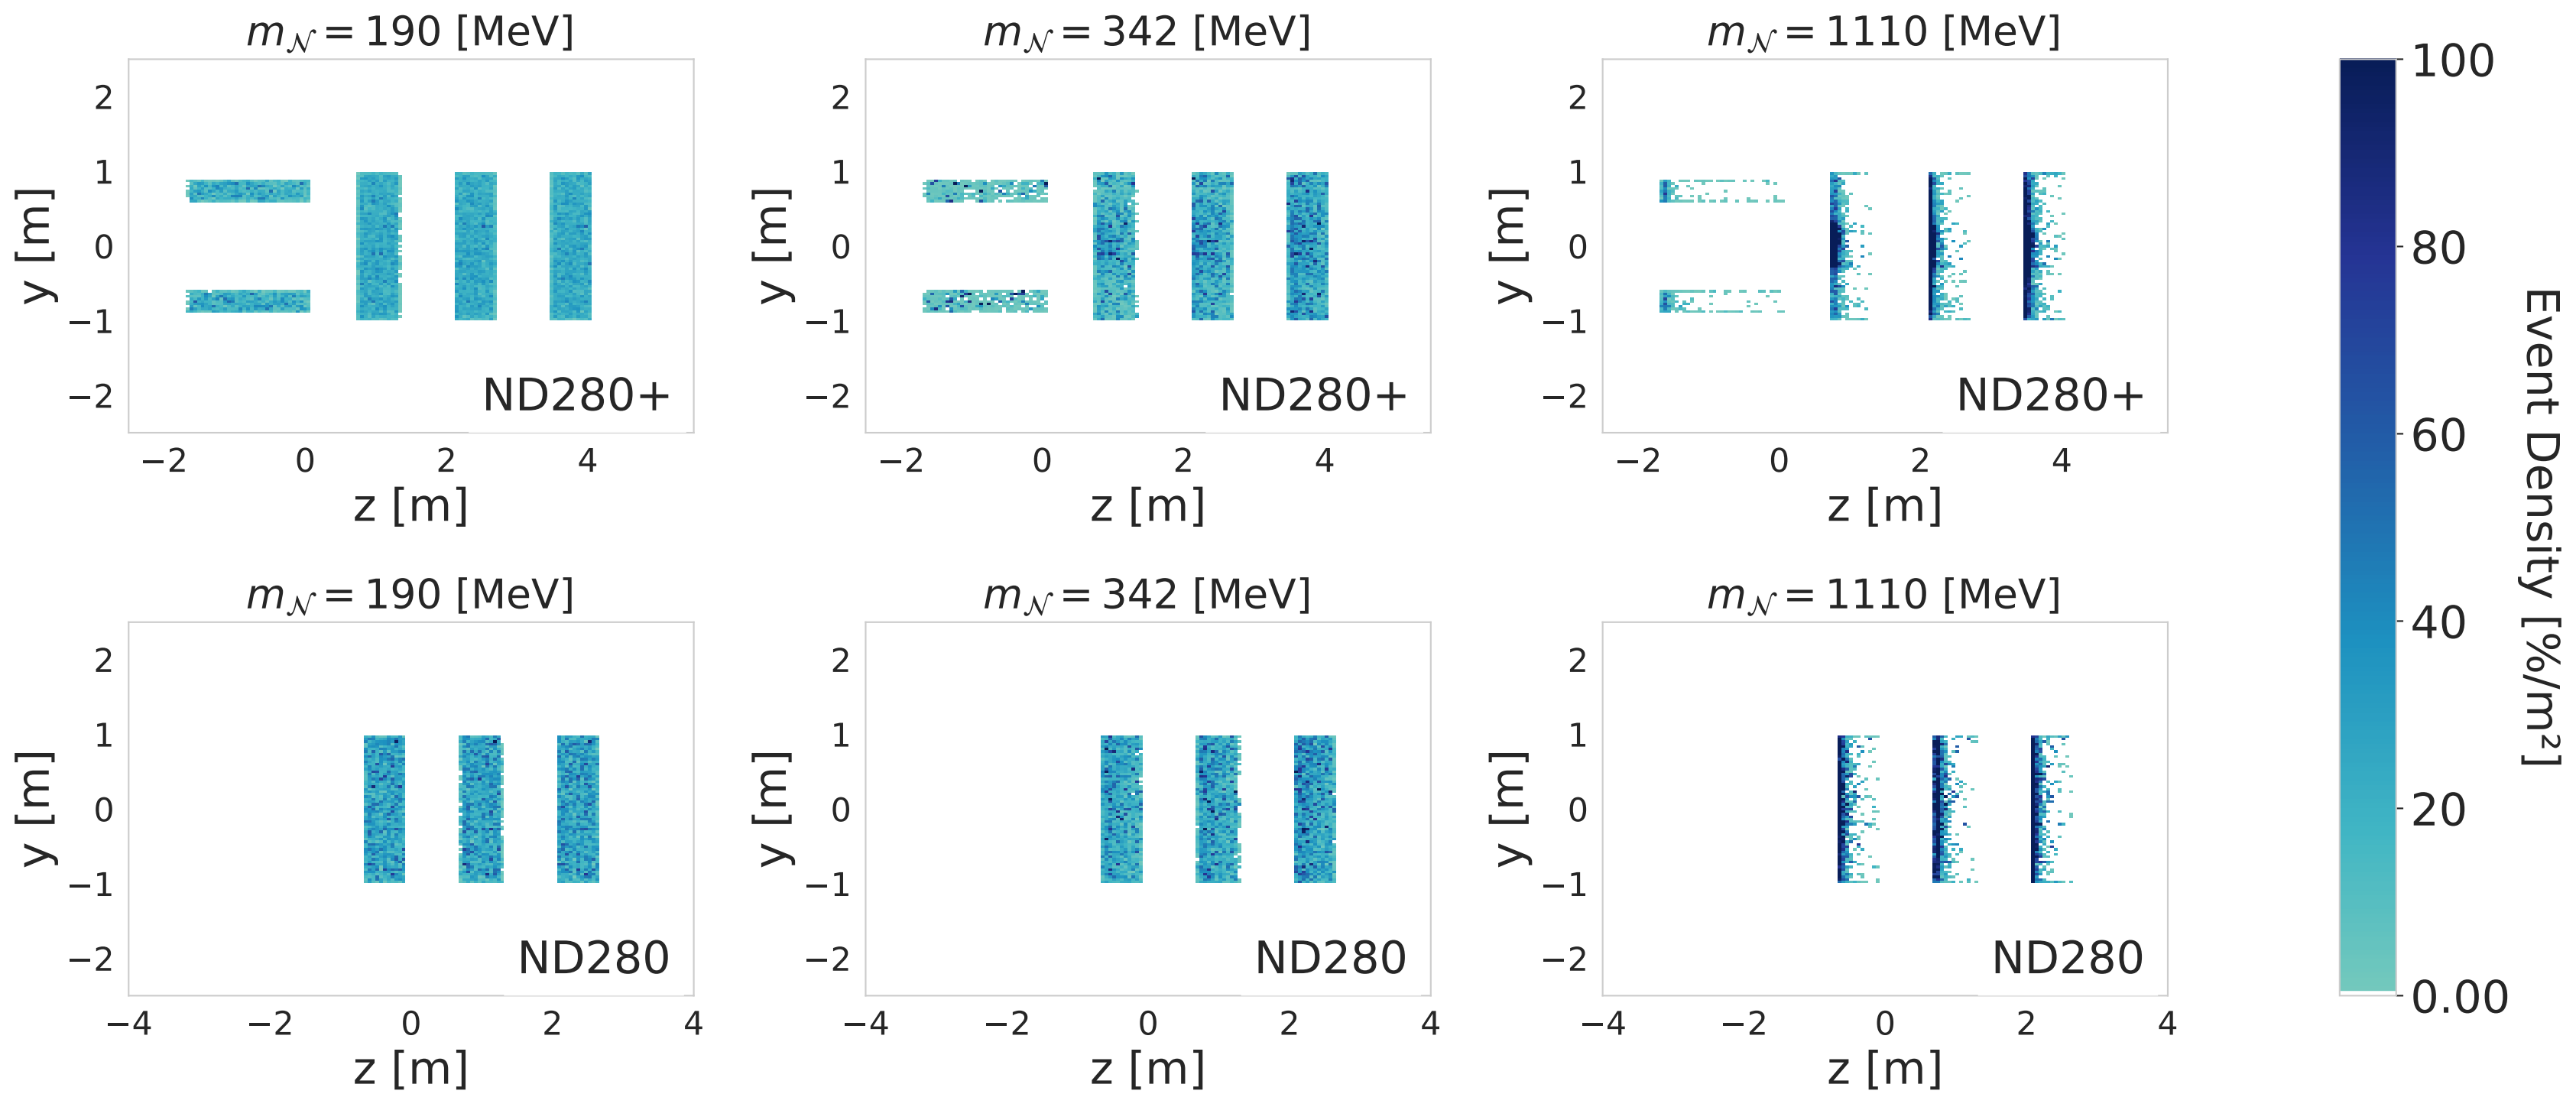 m𝒩 = 190 [MeV]
2
1
0
−1
−2
y [m]
ND280+
−2 0 2 4
z [m]
m𝒩 = 342 [MeV]
2
1
0
−1
−2
y [m]
ND280+
−2 0 2 4
z [m]
m𝒩 = 1110 [MeV]
2
1
0
−1
−2
y [m]
ND280+
−2 0 2 4
z [m]
m𝒩 = 190 [MeV]
2
1
0
−1
−2
y [m]
ND280
−4 −2 0 2 4
z [m]
m𝒩 = 342 [MeV]
2
1
0
−1
−2
y [m]
ND280
−4 −2 0 2 4
z [m]
m𝒩 = 1110 [MeV]
2
1
0
−1
−2
y [m]
ND280
−4 −2 0 2 4
z [m]
100
80
60
40
20
0.00
Event Density [%/m²]